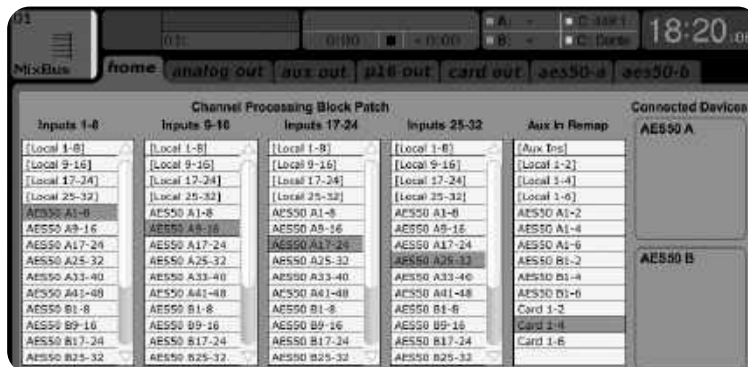 01
A: C: 
01: 0:00 - 0:00 18:20
B: C:
MixBus home analog out aux out p16 out card out aes50-a aes50-b
Channel Processing Block Patch Connected Devices
Inputs 1-8 Inputs 9-16 Inputs 17-24 Inputs 25-32 Aux In Remap AES50 A
[Local 1-8] [Local 1-8] [Local 1-8] [Local 1-8] [Aux Ins]
[Local 9-16] [Local 9-16] [Local 9-16] [Local 9-16] [Local 1-2]
[Local 17-24] [Local 17-24] [Local 17-24] [Local 17-24] [Local 1-4]
[Local 25-32] [Local 25-32] [Local 25-32] [Local 25-32] [Local 1-6]
AES50 A1-8 AES50 A1-8 AES50 A1-8 AES50 A1-8 AES50 A1-2
AES50 A9-16 AES50 A9-16 AES50 A9-16 AES50 A9-16 AES50 A1-4
AES50 A17-24 AES50 A17-24 AES50 A17-24 AES50 A17-24 AES50 A1-6
AES50 A25-32 AES50 A25-32 AES50 A25-32 AES50 A25-32 AES50 B1-2 AES50 B
AES50 A33-40 AES50 A33-40 AES50 A33-40 AES50 A33-40 AES50 B1-4
AES50 A41-48 AES50 A41-48 AES50 A41-48 AES50 A41-48 AES50 B1-6
AES50 B1-8 AES50 B1-8 AES50 B1-8 AES50 B1-8 Card 1-2
AES50 B9-16 AES50 B9-16 AES50 B9-16 AES50 B9-16 Card 1-4
AES50 B17-24 AES50 B17-24 AES50 B17-24 AES50 B17-24 Card 1-6
AES50 B25-32 AES50 B25-32 AES50 B25-32 AES50 B25-32